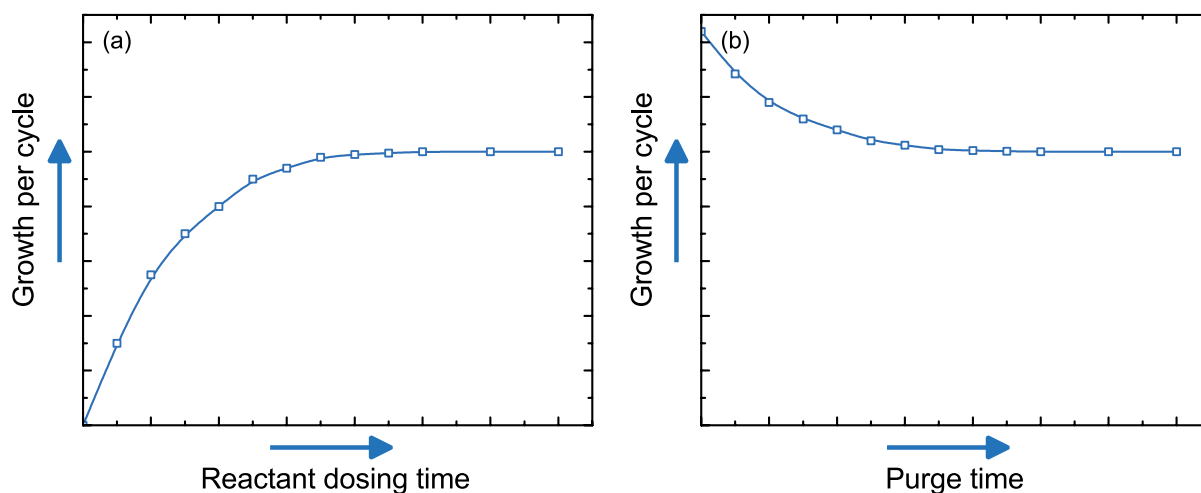 (a)
Growth per cycle
Reactant dosing time
(b)
Growth per cycle
Purge time